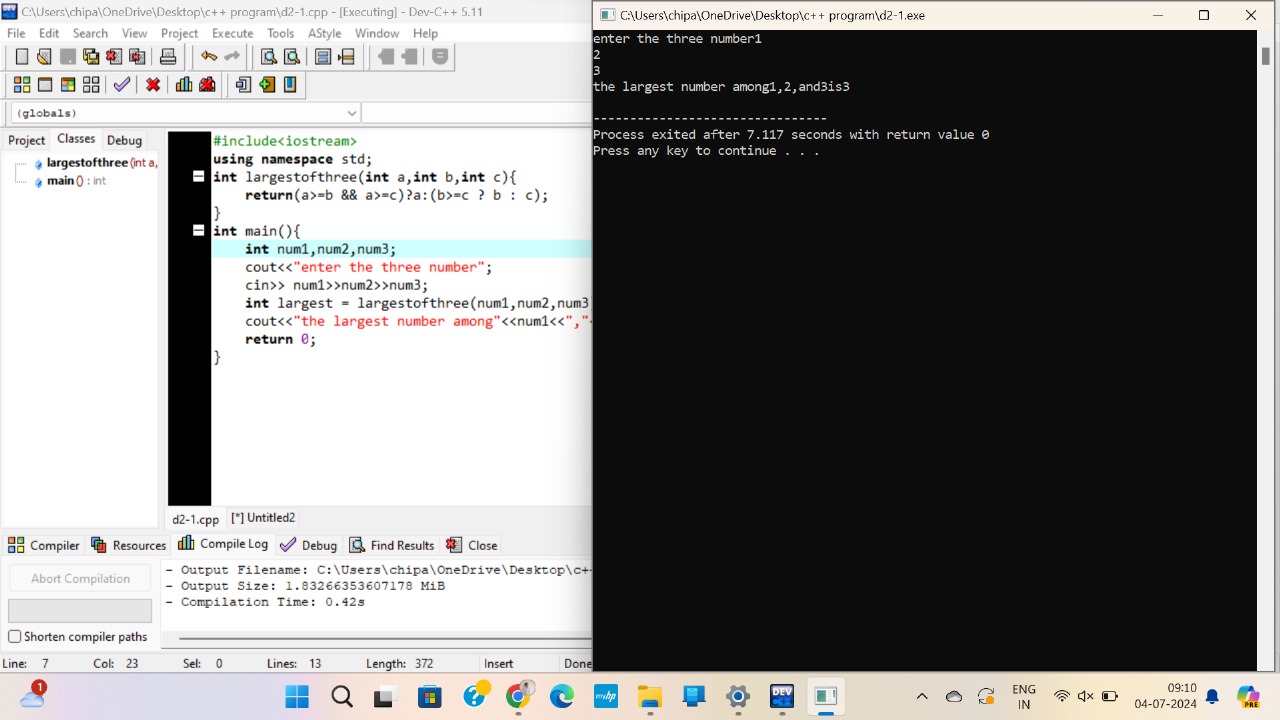 C:\Users\chipa\OneDrive\Desktop\c++ program\d2-1.cpp - [Executing] - Dev-C++ 5.11
File Edit Search View Project Execute Tools AStyle Window Help
(globals)
Project Classes Debug
largestofthree (int a,
main () : int
#include<iostream>
using namespace std;
int largestofthree(int a,int b,int c){
return(a>=b && a>=c)?a:(b>=c ? b : c);
}
int main(){
int num1,num2,num3;
cout<<"enter the three number";
cin>> num1>>num2>>num3;
int largest = largestofthree(num1,num2,num3
cout<<"the largest number among"<<num1<<","
return 0;
}
d2-1.cpp [*] Untitled2
Compiler Resources Compile Log Debug Find Results Close
Abort Compilation
Shorten compiler paths
- Output Filename: C:\Users\chipa\OneDrive\Desktop\c++
- Output Size: 1.83266353607178 MiB
- Compilation Time: 0.42s
Line: 7 Col: 23 Sel: 0 Lines: 13 Length: 372 Insert Done
C:\Users\chipa\OneDrive\Desktop\c++ program\d2-1.exe
enter the three number1
2
3
the largest number among1,2,and3is3
--------------------------------
Process exited after 7.117 seconds with return value 0
Press any key to continue . . .
1
myhp
DEV
ENG
IN
09:10
04-07-2024
PRE